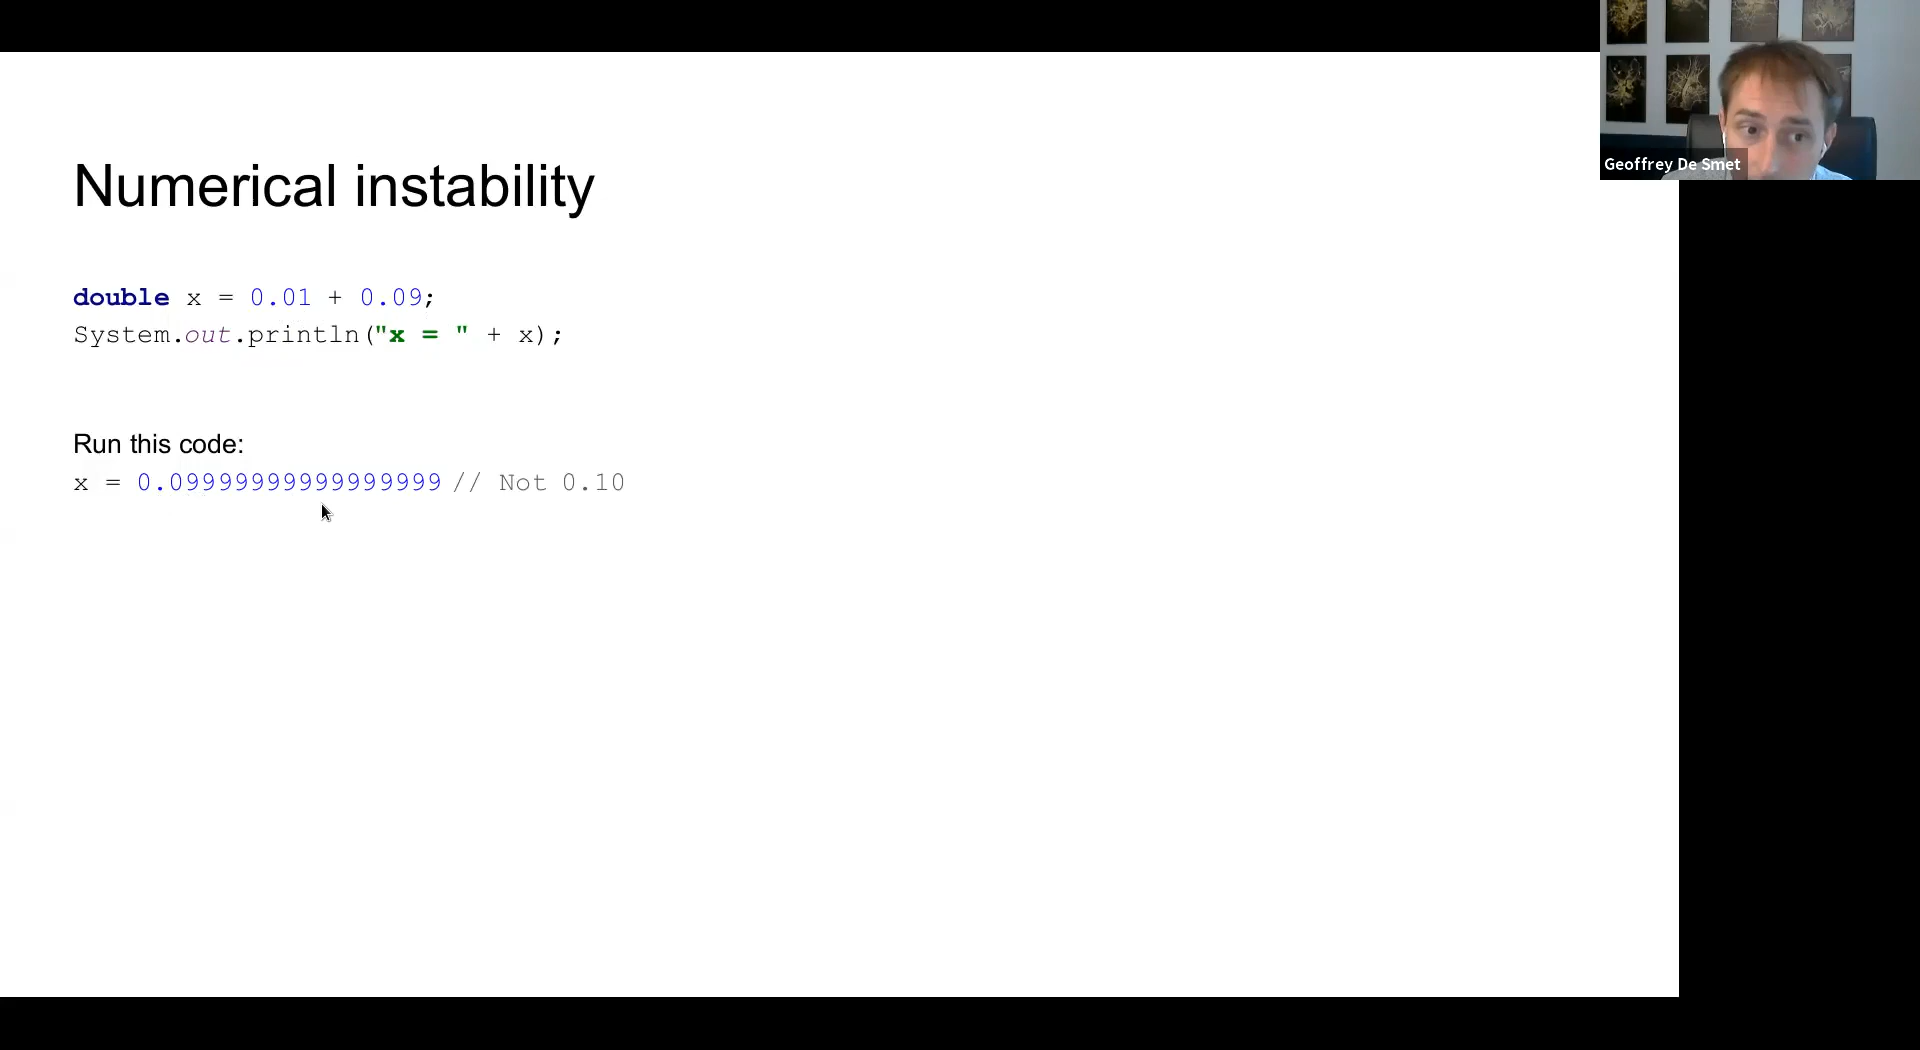 Geoffrey De Smet
Numerical instability
double x = 0.01 + 0.09;
System.out.println("x = " + x);
Run this code:
x = 0.09999999999999999 // Not 0.10